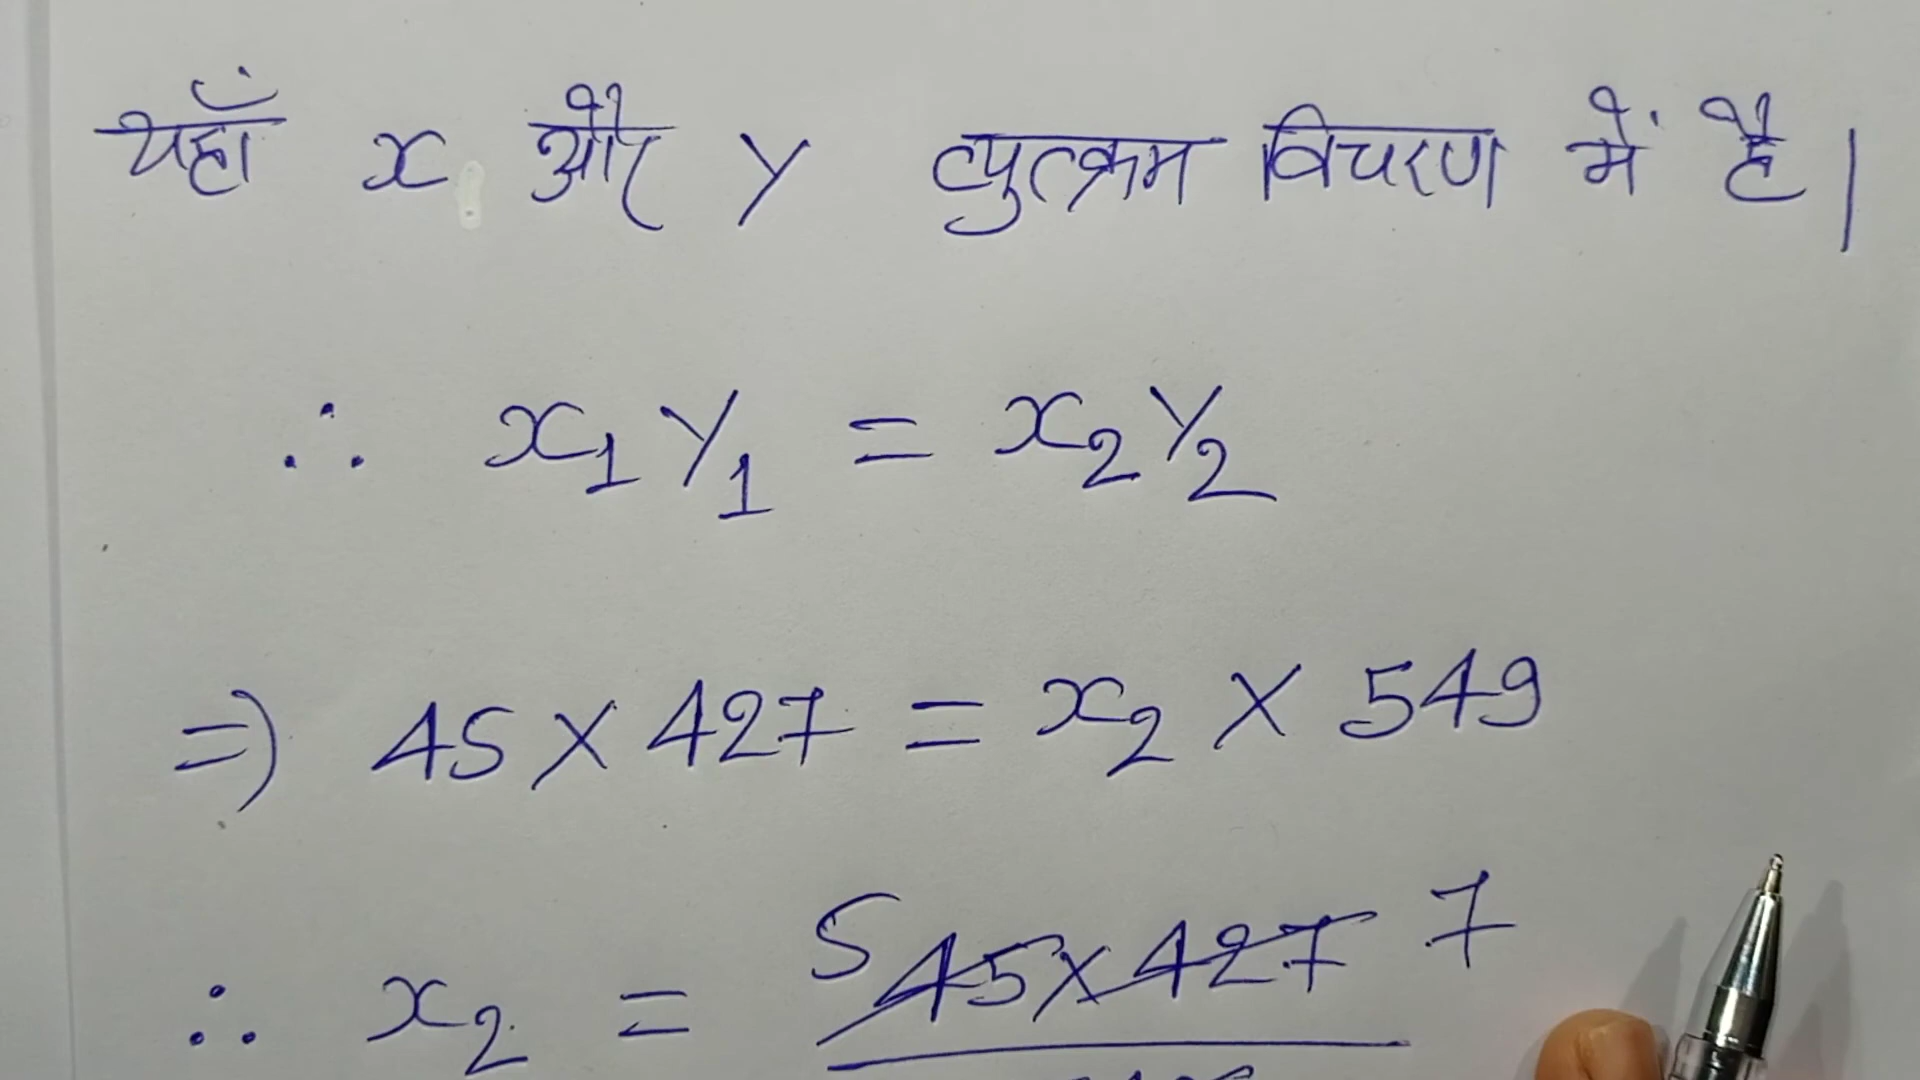 यहाँ x और y व्युत्क्रम विचरण में है।
∴ x₁y₁ = x₂y₂
⇒ 45 × 427 = x₂ × 549
∴ x₂ = 5 45×427 7